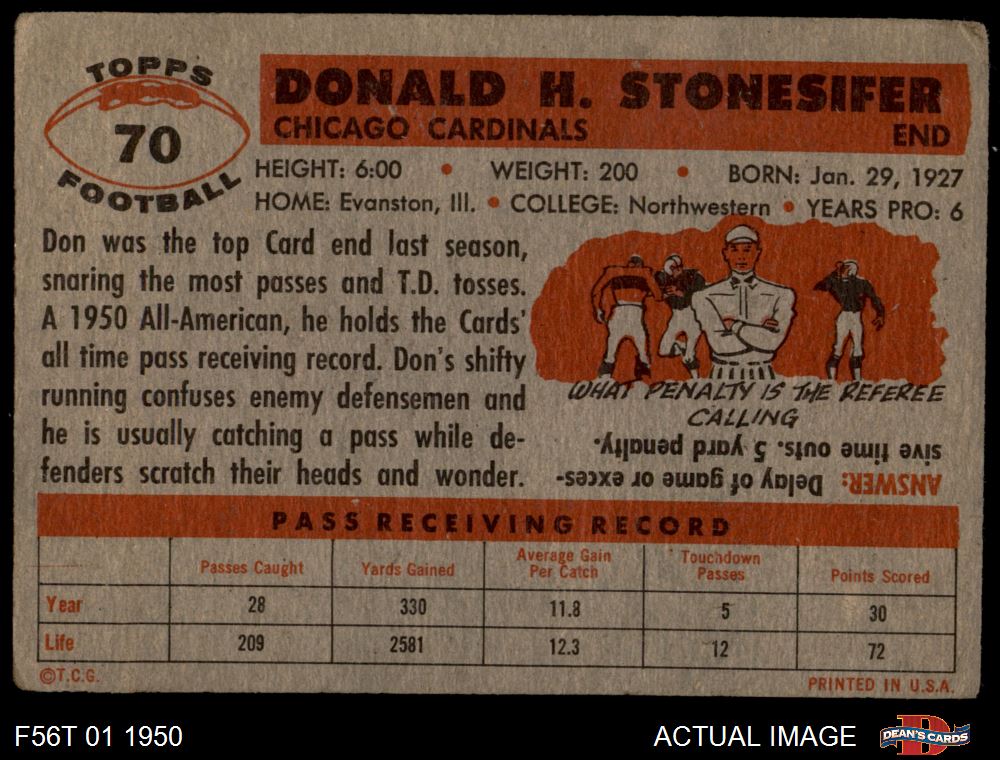 TOPPS
70
FOOTBALL
DONALD H. STONESIFER
CHICAGO CARDINALS END
HEIGHT: 6:00 • WEIGHT: 200 • BORN: Jan. 29, 1927
HOME: Evanston, Ill. • COLLEGE: Northwestern • YEARS PRO: 6
Don was the top Card end last season,
snaring the most passes and T.D. tosses.
A 1950 All-American, he holds the Cards'
all time pass receiving record. Don's shifty
running confuses enemy defensemen and
he is usually catching a pass while de-
fenders scratch their heads and wonder.
WHAT PENALTY IS THE REFEREE
CALLING
ANSWER: Delay of game or exces-
sive time outs. 5 yard penalty.
PASS RECEIVING RECORD
Passes Caught Yards Gained Average Gain Per Catch Touchdown Passes Points Scored
Year 28 330 11.8 5 30
Life 209 2581 12.3 12 72
©T.C.G. PRINTED IN U.S.A.
F56T 01 1950 ACTUAL IMAGE D DEAN'S CARDS